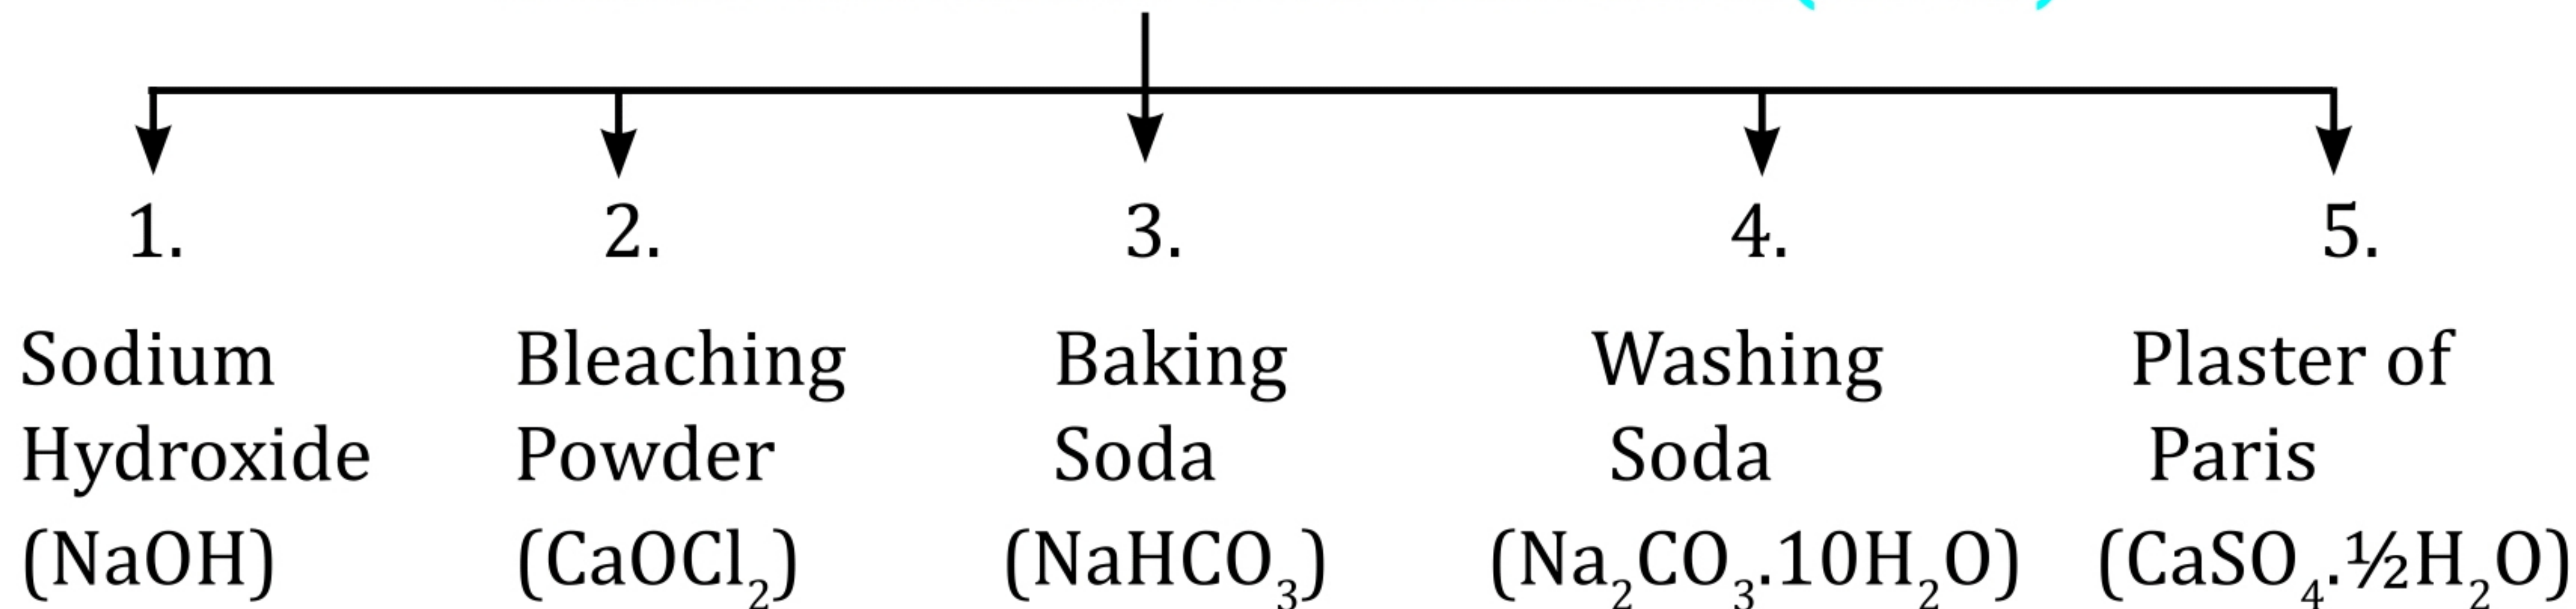 1.
2.
3.
4.
5.
Sodium
Hydroxide
(NaOH)
Bleaching
Powder
(CaOCl₂)
Baking
Soda
(NaHCO₃)
Washing
Soda
(Na₂CO₃.10H₂O)
Plaster of
Paris
(CaSO₄.½H₂O)